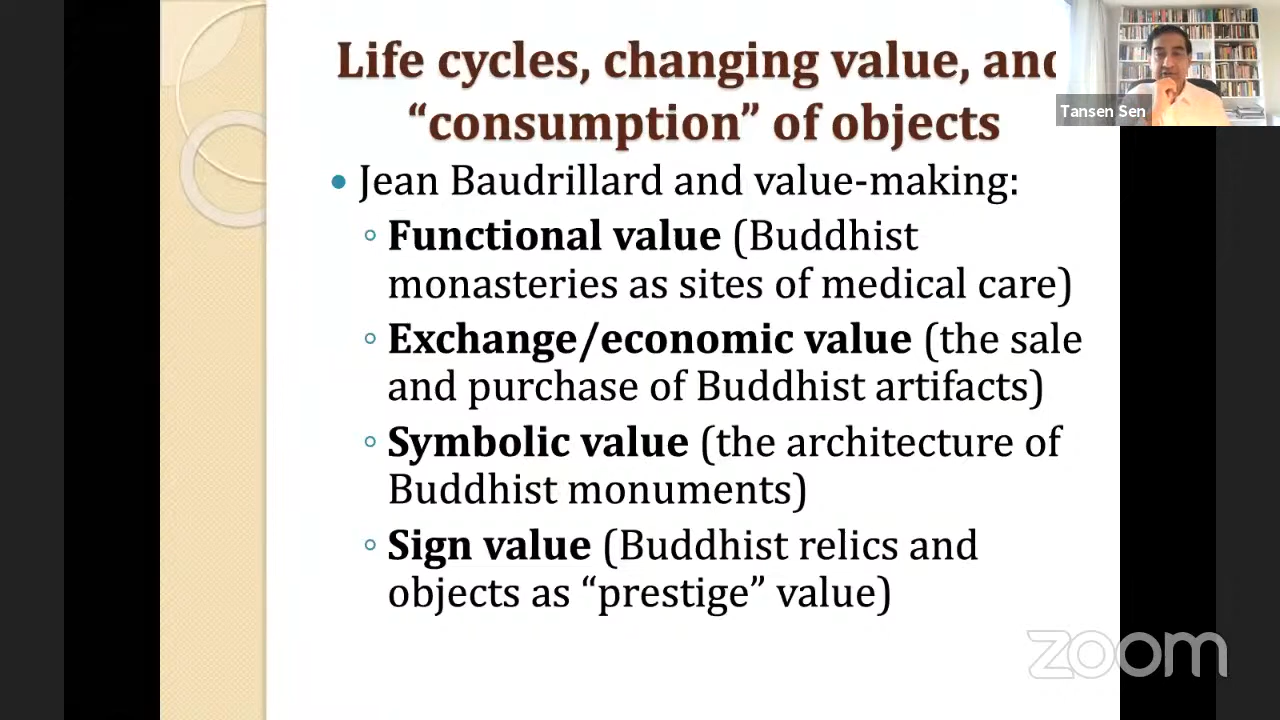 Life cycles, changing value, and
“consumption” of objects
Tansen Sen
• Jean Baudrillard and value-making:
◦ Functional value (Buddhist
monasteries as sites of medical care)
◦ Exchange/economic value (the sale
and purchase of Buddhist artifacts)
◦ Symbolic value (the architecture of
Buddhist monuments)
◦ Sign value (Buddhist relics and
objects as “prestige” value)
zoom